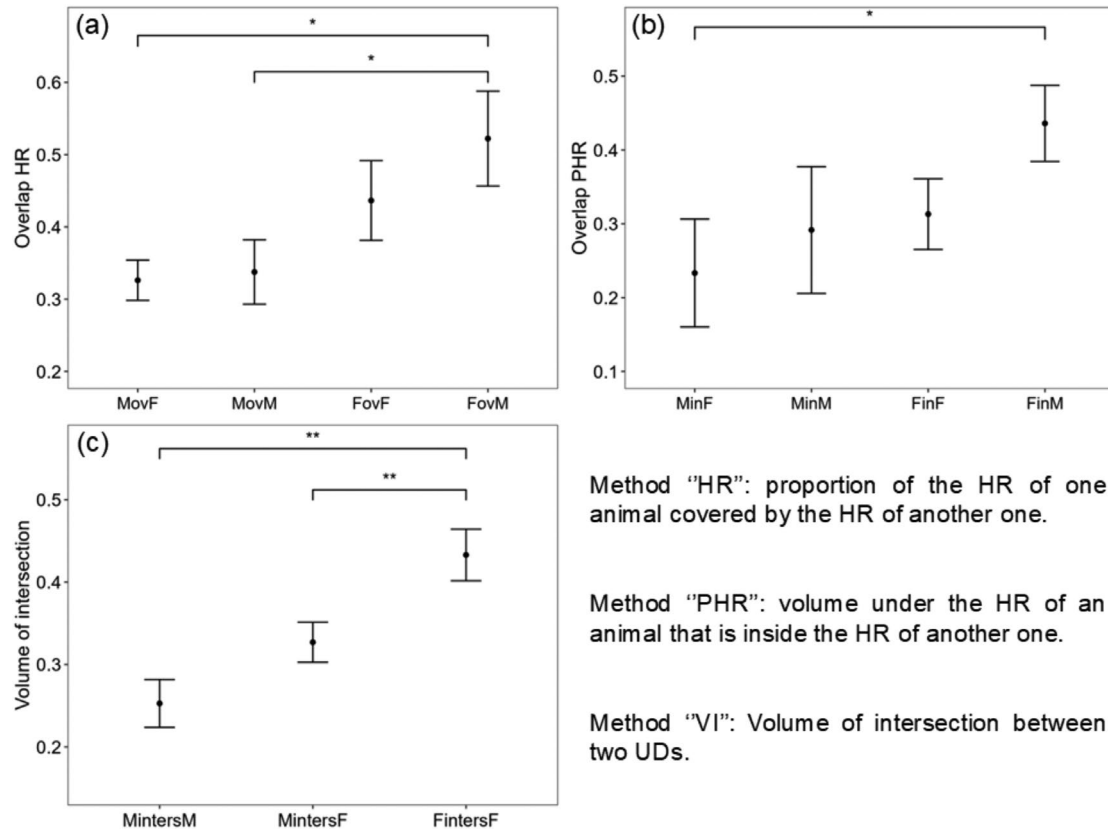 (a)
*
*
Overlap HR
0.6
0.5
0.4
0.3
0.2
MovF MovM FovF FovM
(b)
*
Overlap PHR
0.5
0.4
0.3
0.2
0.1
MinF MinM FinF FinM
(c)
**
**
Volume of intersection
0.5
0.4
0.3
0.2
MintersM MintersF FintersF
Method ‘’HR’’: proportion of the HR of one
animal covered by the HR of another one.
Method ‘’PHR’’: volume under the HR of an
animal that is inside the HR of another one.
Method ‘’VI’’: Volume of intersection between
two UDs.